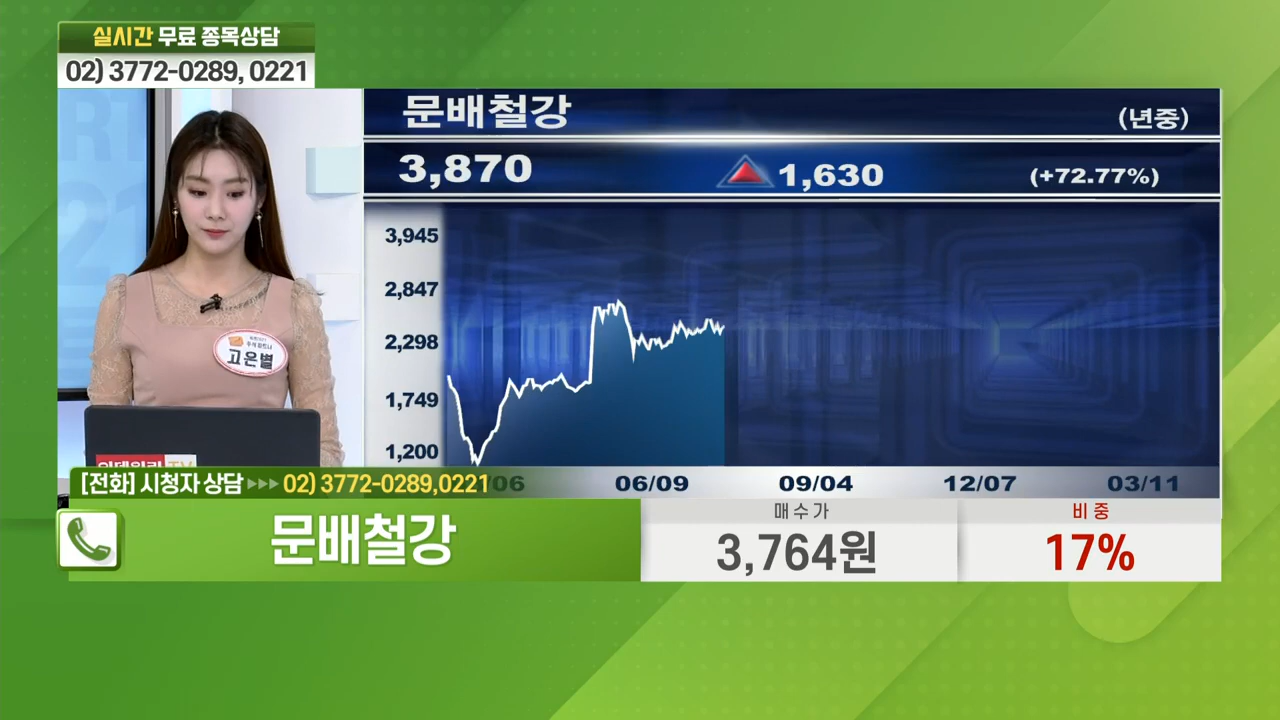 실시간 무료 종목상담
02) 3772-0289, 0221
문배철강
(년중)
3,870
1,630
(+72.77%)
3,945
2,847
2,298
1,749
1,200
06/09
09/04
12/07
03/11
고은별
[전화] 시청자 상담 ▷▷▷ 02) 3772-0289,0221
문배철강
매수가
3,764원
비중
17%